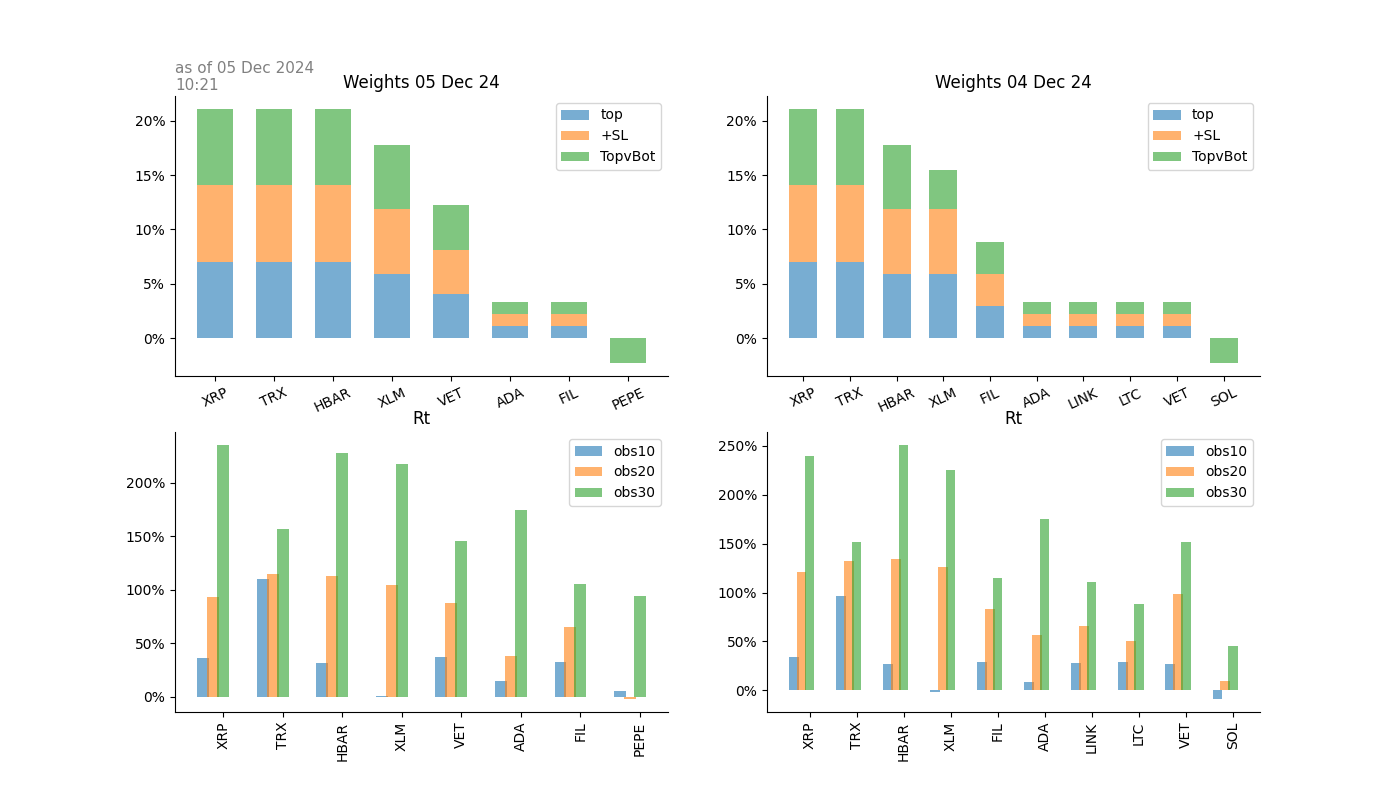 as of 05 Dec 2024
10:21
Weights 05 Dec 24
20%
15%
10%
5%
0%
top
+SL
TopvBot
XRP
TRX
HBAR
XLM
VET
ADA
FIL
PEPE
Weights 04 Dec 24
20%
15%
10%
5%
0%
top
+SL
TopvBot
XRP
TRX
HBAR
XLM
FIL
ADA
LINK
LTC
VET
SOL
Rt
200%
150%
100%
50%
0%
obs10
obs20
obs30
XRP
TRX
HBAR
XLM
VET
ADA
FIL
PEPE
Rt
250%
200%
150%
100%
50%
0%
obs10
obs20
obs30
XRP
TRX
HBAR
XLM
FIL
ADA
LINK
LTC
VET
SOL